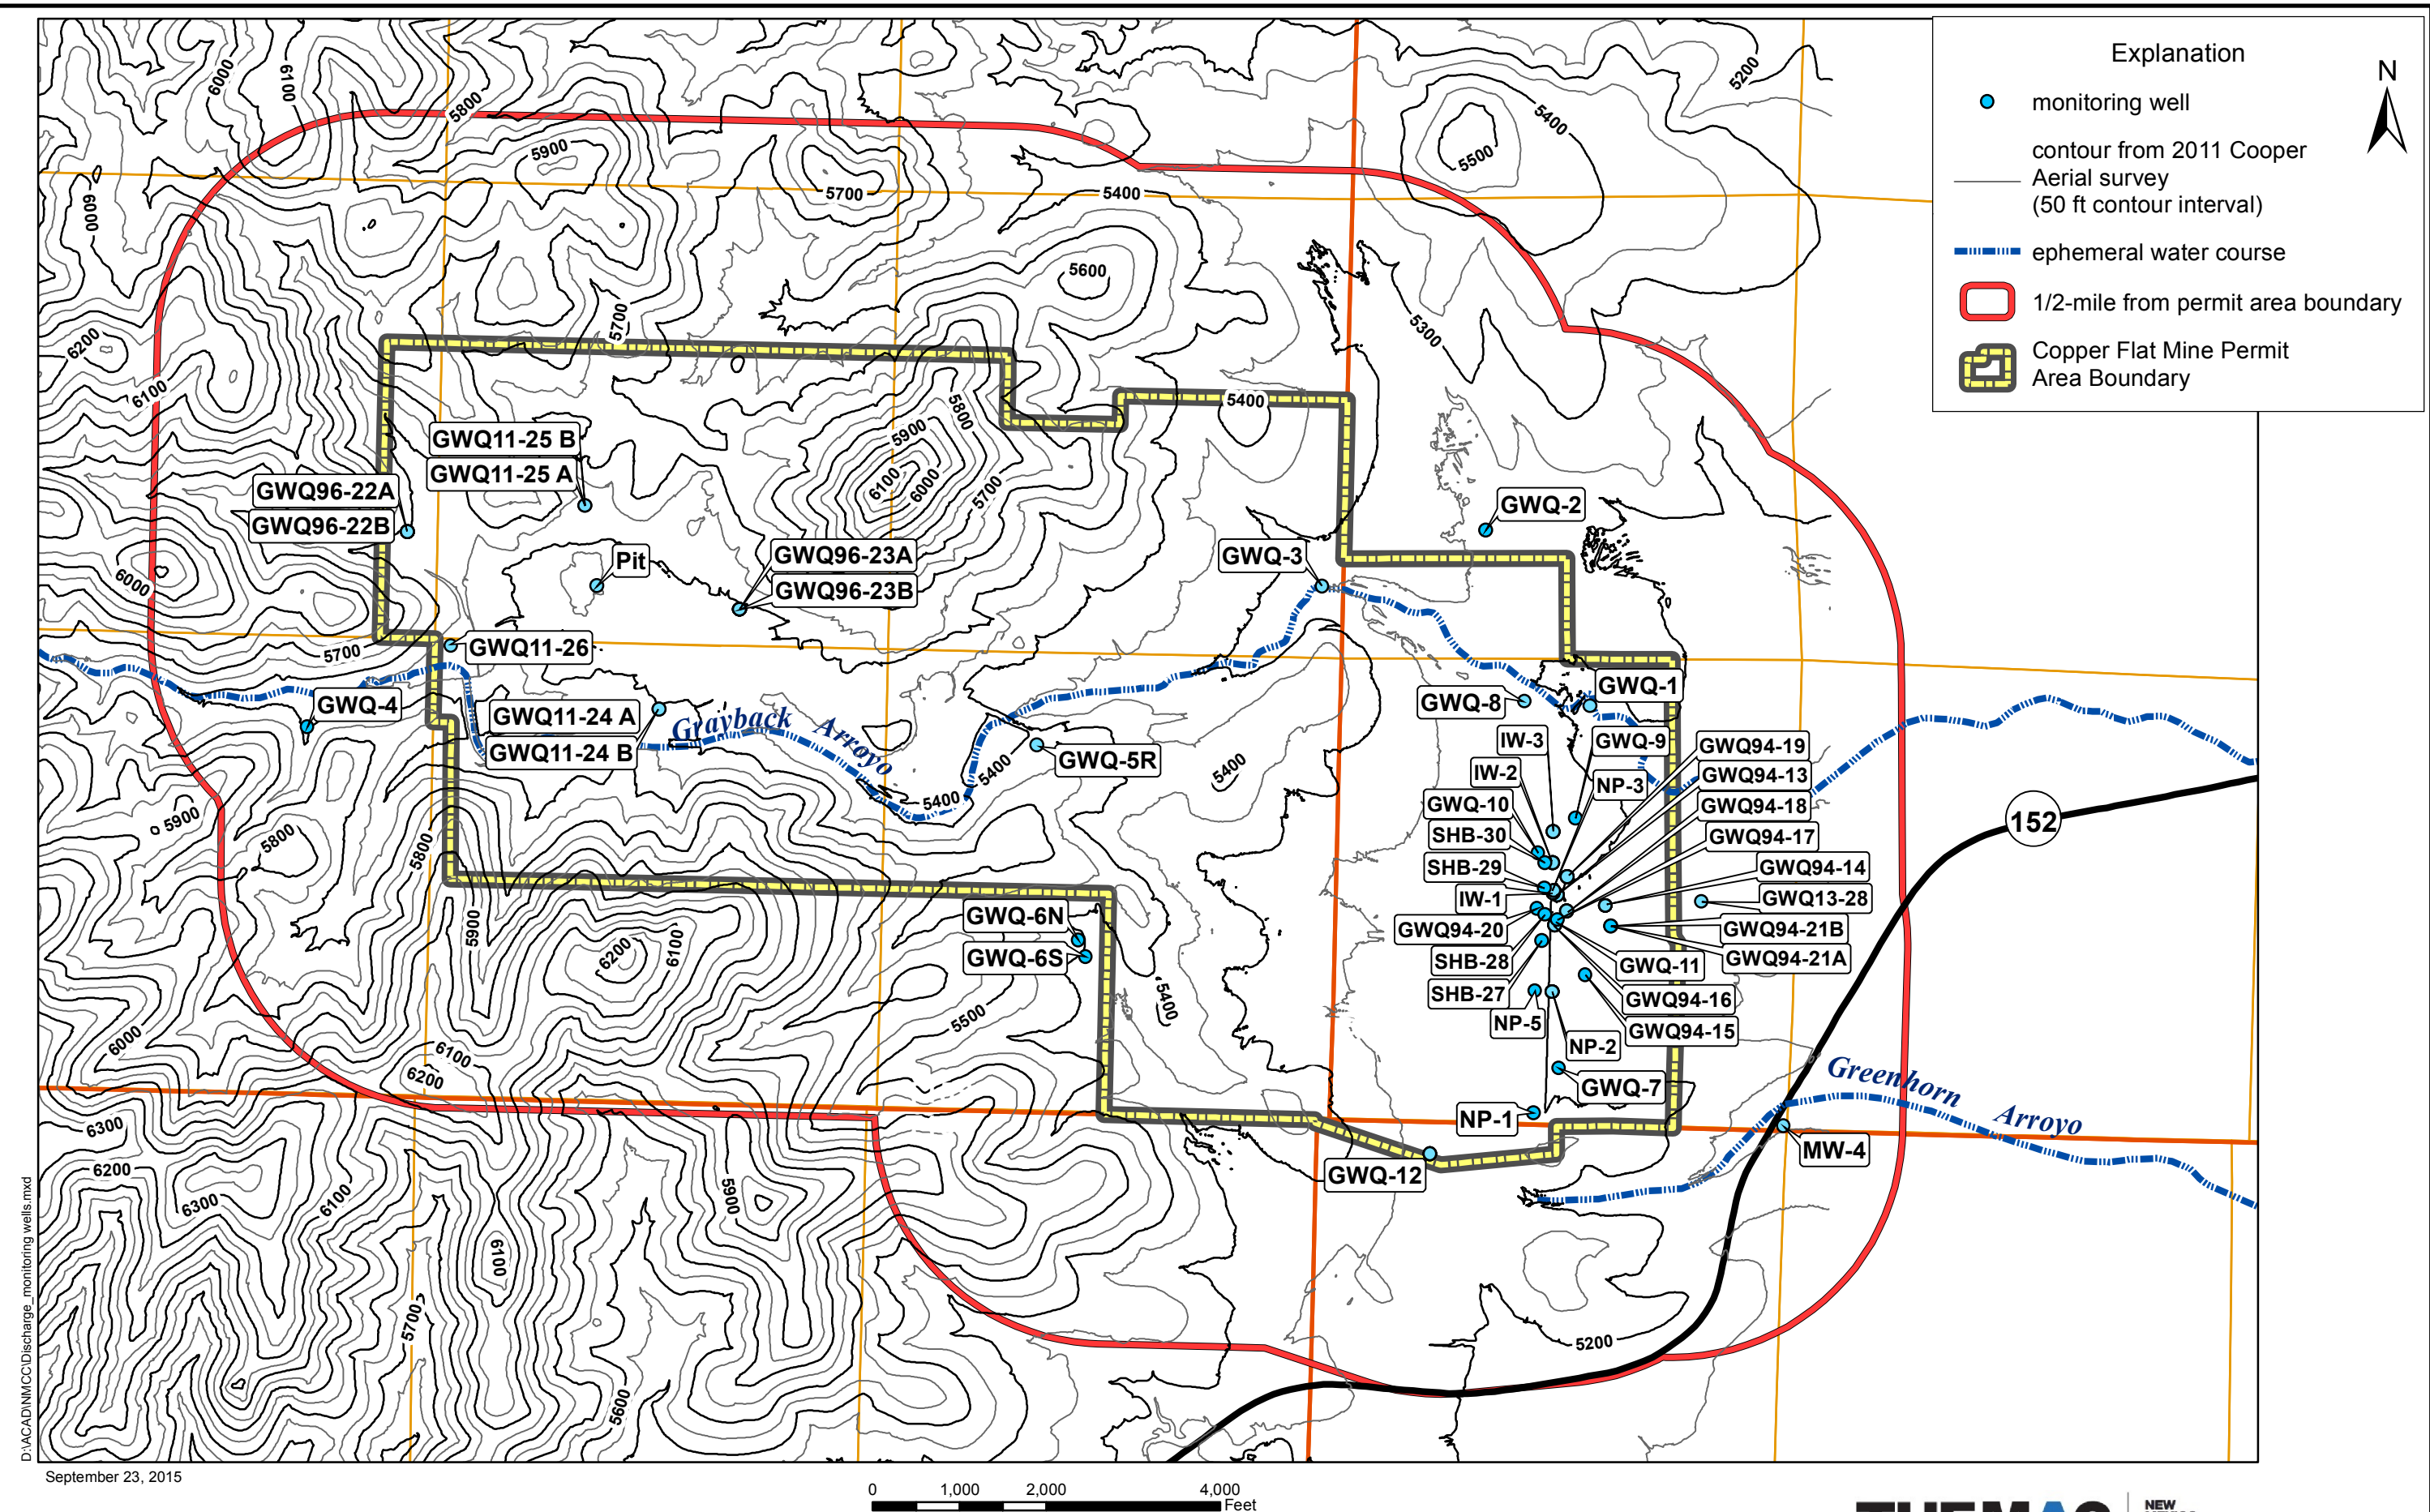 Explanation
N
monitoring well
contour from 2011 Cooper
Aerial survey
(50 ft contour interval)
ephemeral water course
1/2-mile from permit area boundary
Copper Flat Mine Permit
Area Boundary
6000
6100
5800
5900
5700
5400
5500
5400
5200
6000
5600
5700
5300
6200
6100
5400
5800
5900
6100
6000
5700
GWQ11-25 B
GWQ11-25 A
GWQ96-22A
GWQ96-22B
GWQ-2
Pit
GWQ96-23A
GWQ96-23B
GWQ-3
6000
GWQ11-26
5700
GWQ-4
GWQ11-24 A
GWQ11-24 B
Grayback Arroyo
GWQ-5R
5400
5400
5400
GWQ-8
GWQ-1
IW-3
GWQ-9
GWQ94-19
IW-2
GWQ94-13
NP-3
GWQ-10
GWQ94-18
SHB-30
GWQ94-17
SHB-29
GWQ94-14
IW-1
GWQ13-28
GWQ94-20
GWQ94-21B
SHB-28
GWQ94-21A
GWQ-11
SHB-27
GWQ94-16
NP-5
GWQ94-15
NP-2
GWQ-7
NP-1
152
5900
5800
5800
5900
6200
6100
GWQ-6N
GWQ-6S
5400
5500
6000
6100
6200
Greenhorn Arroyo
MW-4
GWQ-12
6300
6200
6300
6100
5900
6100
5700
5600
5200
D:\ACAD\NMCC\Discharge_monitoring wells.mxd
September 23, 2015
0 1,000 2,000 4,000
Feet
THEMAC
NEW